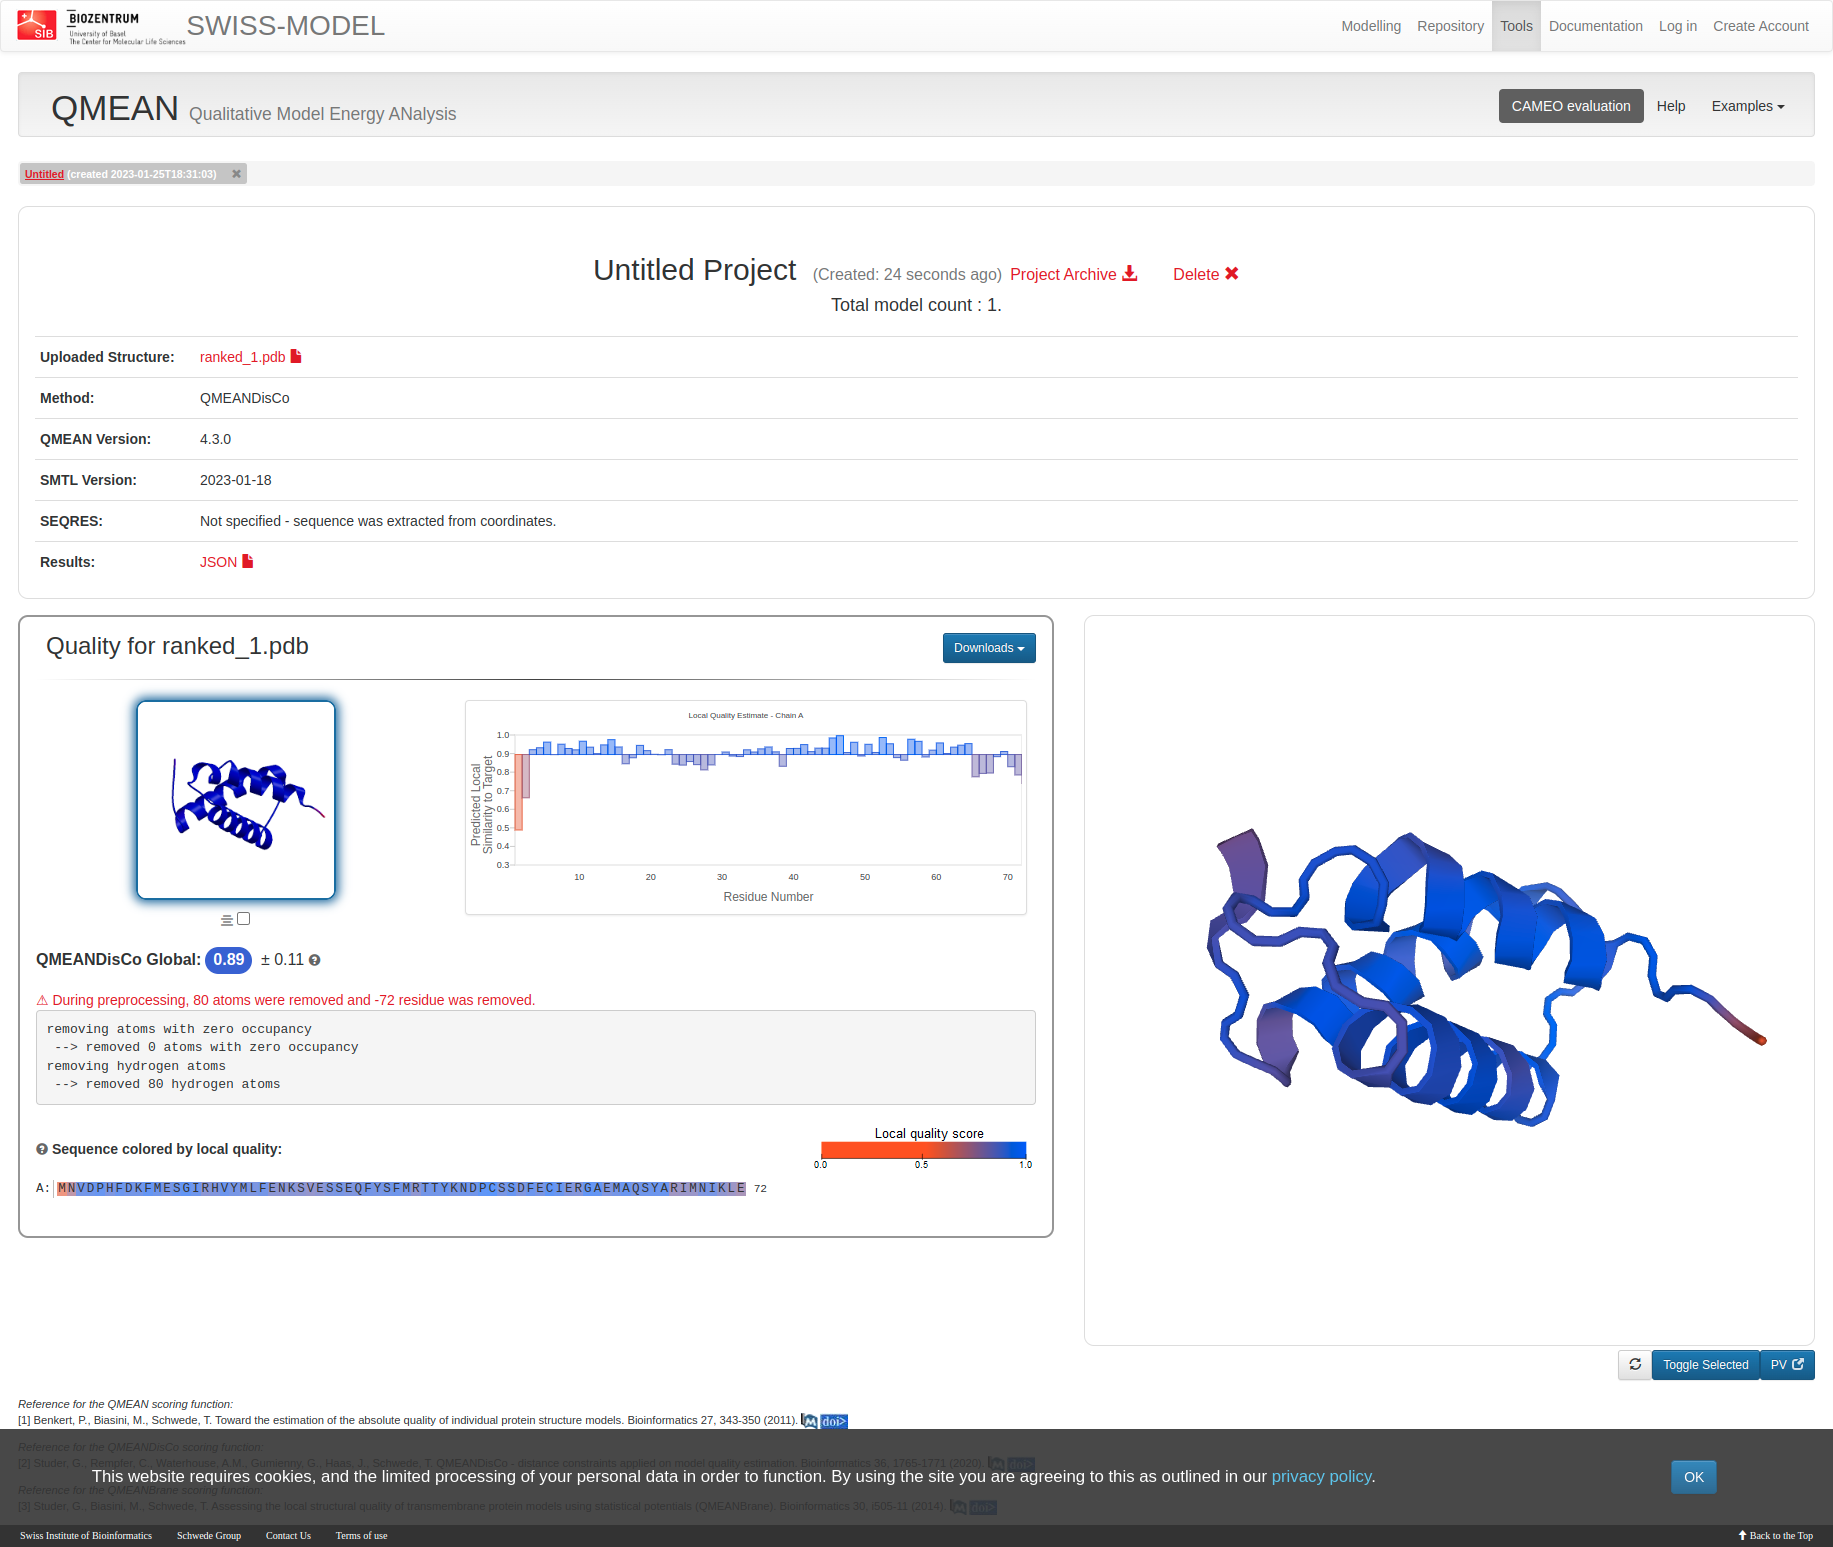 SIB
BIOZENTRUM
University of Basel
The Center for Molecular Life Sciences
SWISS-MODEL
Modelling Repository Tools Documentation Log in Create Account
QMEAN Qualitative Model Energy ANalysis
CAMEO evaluation Help Examples
Untitled (created 2023-01-25T18:31:03)
Untitled Project (Created: 24 seconds ago) Project Archive Delete
Total model count : 1.
Uploaded Structure: ranked_1.pdb
Method: QMEANDisCo
QMEAN Version: 4.3.0
SMTL Version: 2023-01-18
SEQRES: Not specified - sequence was extracted from coordinates.
Results: JSON
Quality for ranked_1.pdb
Downloads
Local Quality Estimate - Chain A
Predicted Local
Similarity to Target
1.0
0.9
0.8
0.7
0.6
0.5
0.4
0.3
10 20 30 40 50 60 70
Residue Number
QMEANDisCo Global: 0.89 ± 0.11
During preprocessing, 80 atoms were removed and -72 residue was removed.
removing atoms with zero occupancy
--> removed 0 atoms with zero occupancy
removing hydrogen atoms
--> removed 80 hydrogen atoms
Sequence colored by local quality:
Local quality score
0.0 0.5 1.0
A: MNVDPHFDKFMESGIRHVYMLFENKSVESSEQFYSFMRTTYKNDPCSSDFECIERGAEMAQSYARIMNIKLE 72
Toggle Selected PV
Reference for the QMEAN scoring function:
[1] Benkert, P., Biasini, M., Schwede, T. Toward the estimation of the absolute quality of individual protein structure models. Bioinformatics 27, 343-350 (2011). M doi>
Reference for the QMEANDisCo scoring function:
[2] Studer, G., Rempfer, C., Waterhouse, A.M., Gumienny, G., Haas, J., Schwede, T. QMEANDisCo - distance constraints applied on model quality estimation. Bioinformatics 36, 1765-1771 (2020). M doi>
This website requires cookies, and the limited processing of your personal data in order to function. By using the site you are agreeing to this as outlined in our privacy policy.
OK
Reference for the QMEANBrane scoring function:
[3] Studer, G., Biasini, M., Schwede, T. Assessing the local structural quality of transmembrane protein models using statistical potentials (QMEANBrane). Bioinformatics 30, i505-11 (2014). M doi>
Swiss Institute of Bioinformatics Schwede Group Contact Us Terms of use
Back to the Top